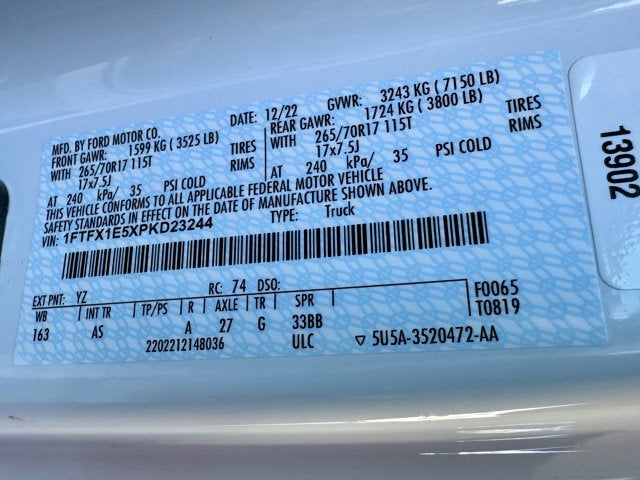 MFD. BY FORD MOTOR CO. DATE: 12/22 GVWR: 3243 KG ( 7150 LB)
FRONT GAWR: 1599 KG ( 3525 LB) REAR GAWR: 1724 KG ( 3800 LB)
WITH 265/70R17 115T TIRES WITH 265/70R17 115T TIRES
17x7.5J RIMS 17x7.5J RIMS
AT 240 kPa/ 35 PSI COLD AT 240 kPa/ 35 PSI COLD
THIS VEHICLE CONFORMS TO ALL APPLICABLE FEDERAL MOTOR VEHICLE
SAFETY STANDARDS IN EFFECT ON THE DATE OF MANUFACTURE SHOWN ABOVE.
VIN: 1FTFX1E5XPKD23244 TYPE: Truck
EXT PNT: YZ RC: 74 DSO: F0065
WB INT TR TP/PS R AXLE TR SPR T0819
163 AS A 27 G 33BB
2202212148036 ULC ▽ 5U5A-3520472-AA
13902